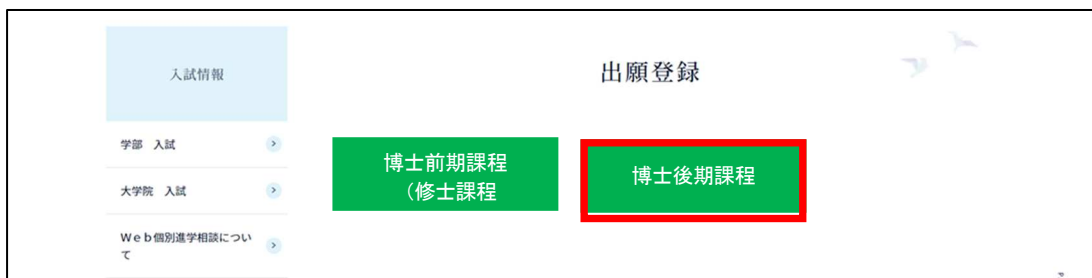 入試情報
出願登録
学部 入試
大学院 入試
Web個別進学相談につい
て
博士前期課程
（修士課程
博士後期課程